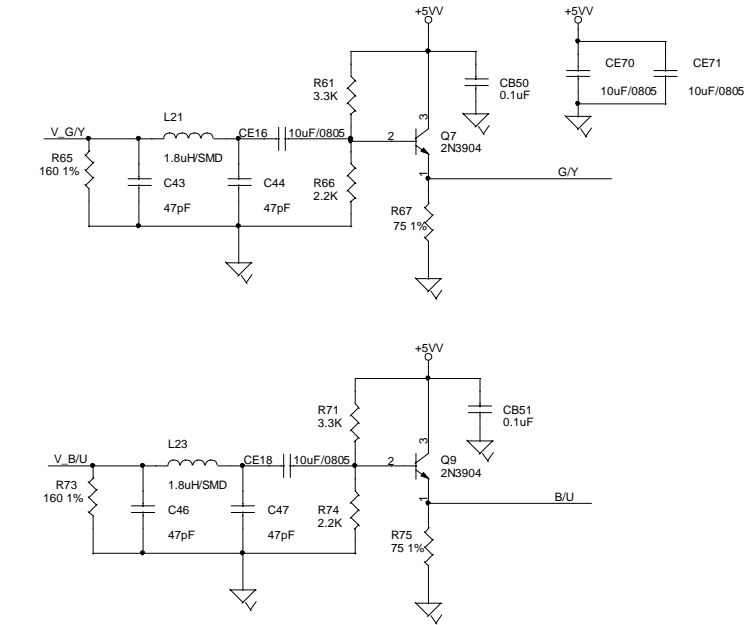 +5VV
+5VV
R61
3.3K
CB50
0.1uF
CE70
10uF/0805
CE71
10uF/0805
V_G/Y
L21
1.8uH/SMD
CE16
10uF/0805
2
3
1
Q7
2N3904
R65
160 1%
C43
47pF
C44
47pF
R66
2.2K
G/Y
R67
75 1%
+5VV
R71
3.3K
CB51
0.1uF
V_B/U
L23
1.8uH/SMD
CE18
10uF/0805
2
3
1
Q9
2N3904
R73
160 1%
C46
47pF
C47
47pF
R74
2.2K
B/U
R75
75 1%